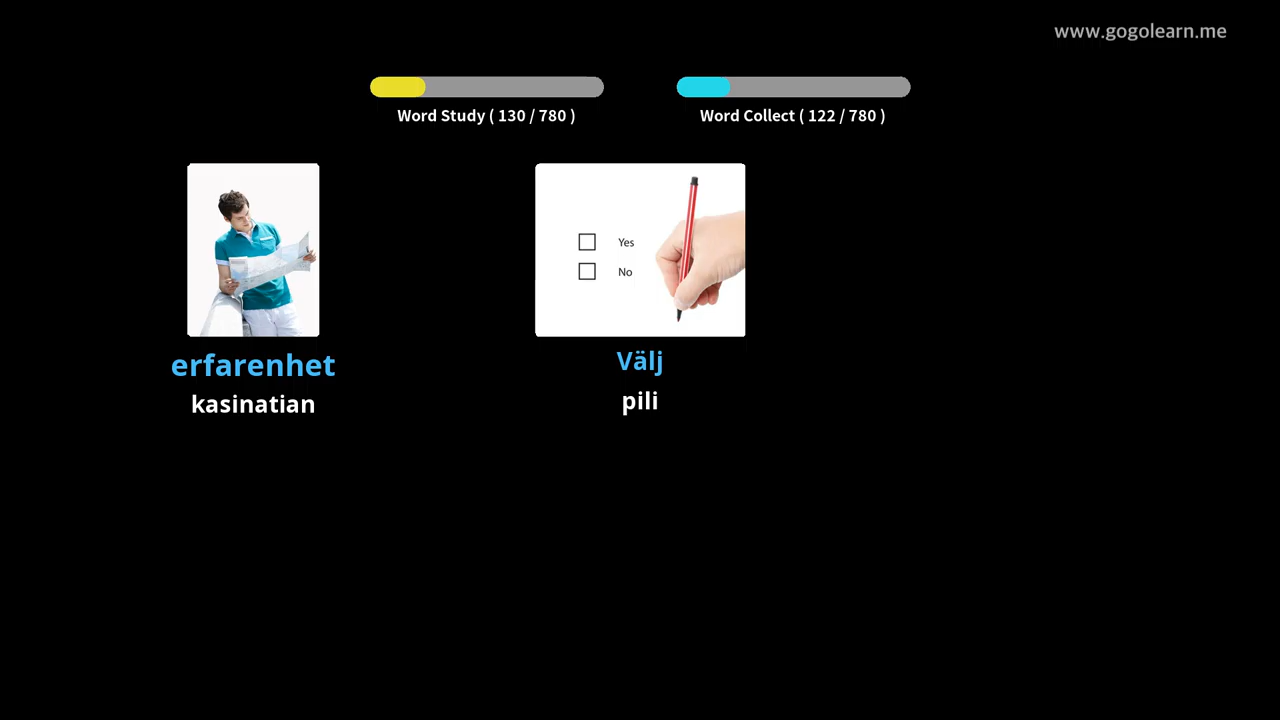 www.gogolearn.me
Word Study ( 130 / 780 )
Word Collect ( 122 / 780 )
Yes
No
erfarenhet
kasinatian
Välj
pili